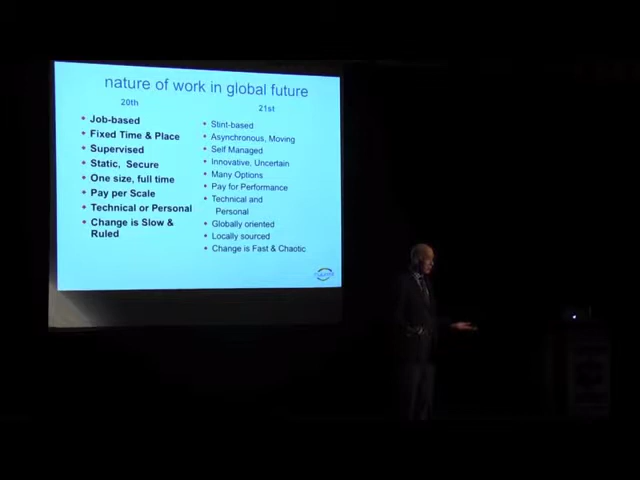 nature of work in global future
20th
• Job-based
• Fixed Time & Place
• Supervised
• Static, Secure
• One size, full time
• Pay per Scale
• Technical or Personal
• Change is Slow &
Ruled
21st
• Stint-based
• Asynchronous, Moving
• Self Managed
• Innovative, Uncertain
• Many Options
• Pay for Performance
• Technical and
Personal
• Globally oriented
• Locally sourced
• Change is Fast & Chaotic